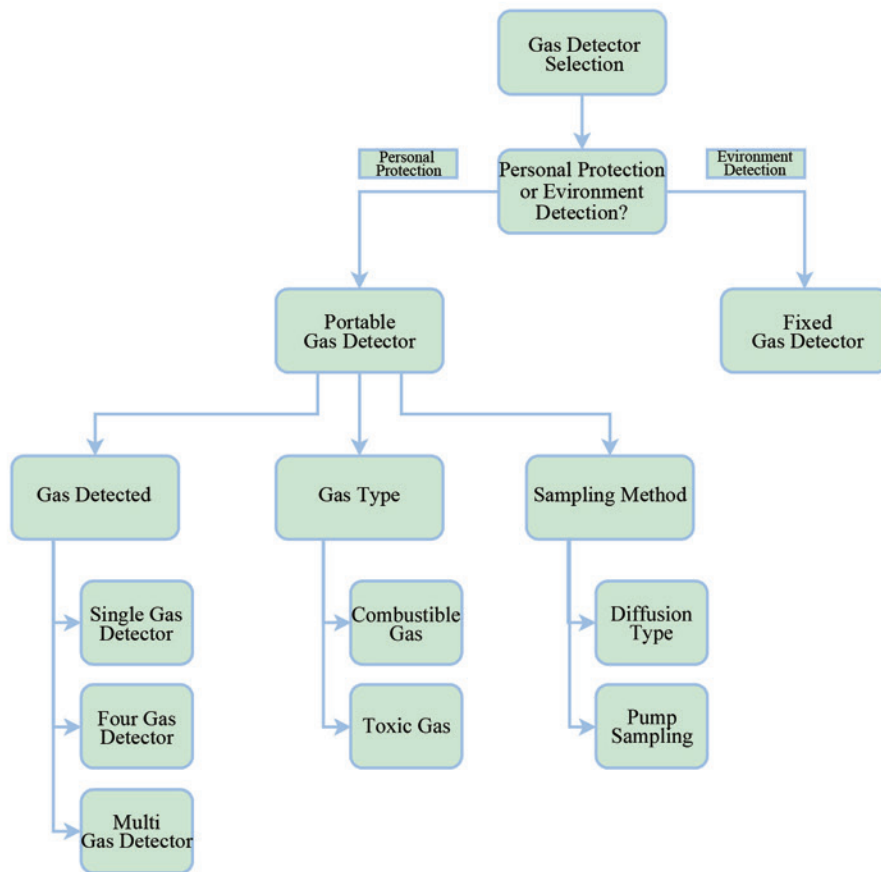 Gas Detector
Selection
Personal
Protection
Personal Protection
or Evironment
Detection?
Evironment
Detection
Portable
Gas Detector
Fixed
Gas Detector
Gas Detected
Gas Type
Sampling Method
Single Gas
Detector
Combustible
Gas
Diffusion
Type
Four Gas
Detector
Toxic Gas
Pump
Sampling
Multi
Gas Detector